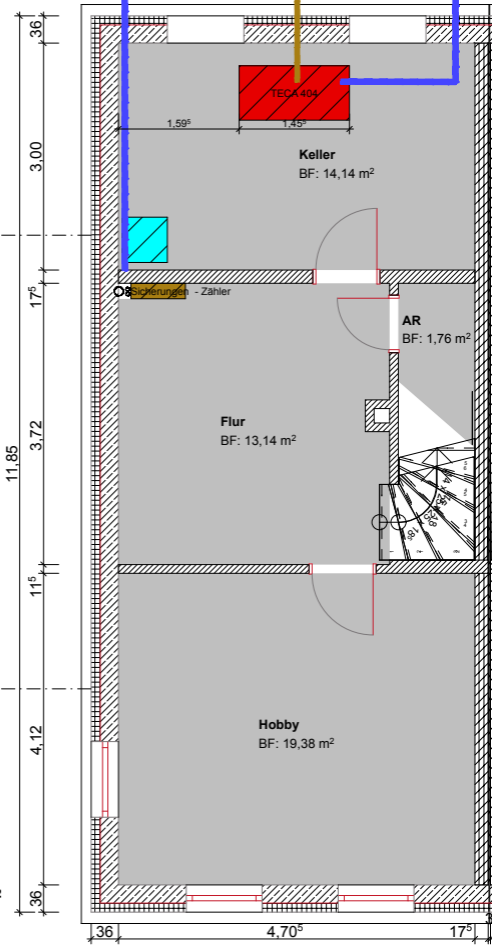 36
TECA 404
1,59⁵
1,45⁵
Keller
BF: 14,14 m²
3,00
17⁵
Sicherungen - Zähler
AR
BF: 1,76 m²
Flur
BF: 13,14 m²
3,72
11,85
18⁵
11⁵
Hobby
BF: 19,38 m²
4,12
36
36
4,70⁵
17⁵